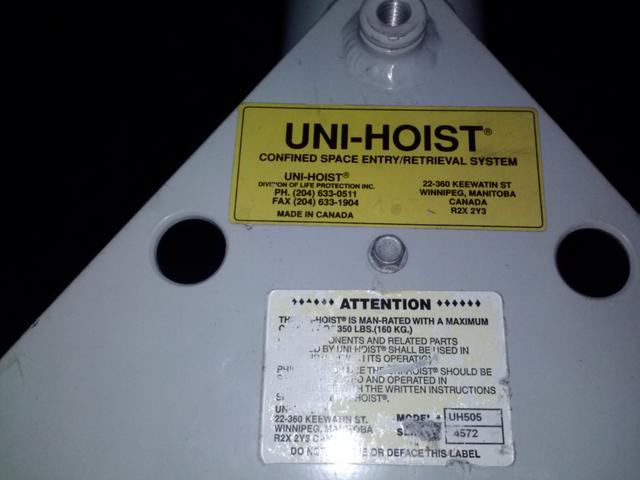 UNI-HOIST®
CONFINED SPACE ENTRY/RETRIEVAL SYSTEM
UNI-HOIST®
DIVISION OF LIFE PROTECTION INC.
PH. (204) 633-0511
FAX (204) 633-1904
MADE IN CANADA
22-360 KEEWATIN ST
WINNIPEG, MANITOBA
CANADA
R2X 2Y3
ATTENTION
HOIST® IS MAN-RATED WITH A MAXIMUM
350 LBS.(160 KG.)
ONENTS AND RELATED PARTS
BY UNI HOIST® SHALL BE USED IN
ITS OPERATION
THE UNI-HOIST® SHOULD BE
AND OPERATED IN
WITH THE WRITTEN INSTRUCTIONS
HOIST®.
22-360 KEEWATIN ST.
WINNIPEG, MANITOBA
R2X 2Y3
MODEL # UH505
4572
DO NOT OR DEFACE THIS LABEL